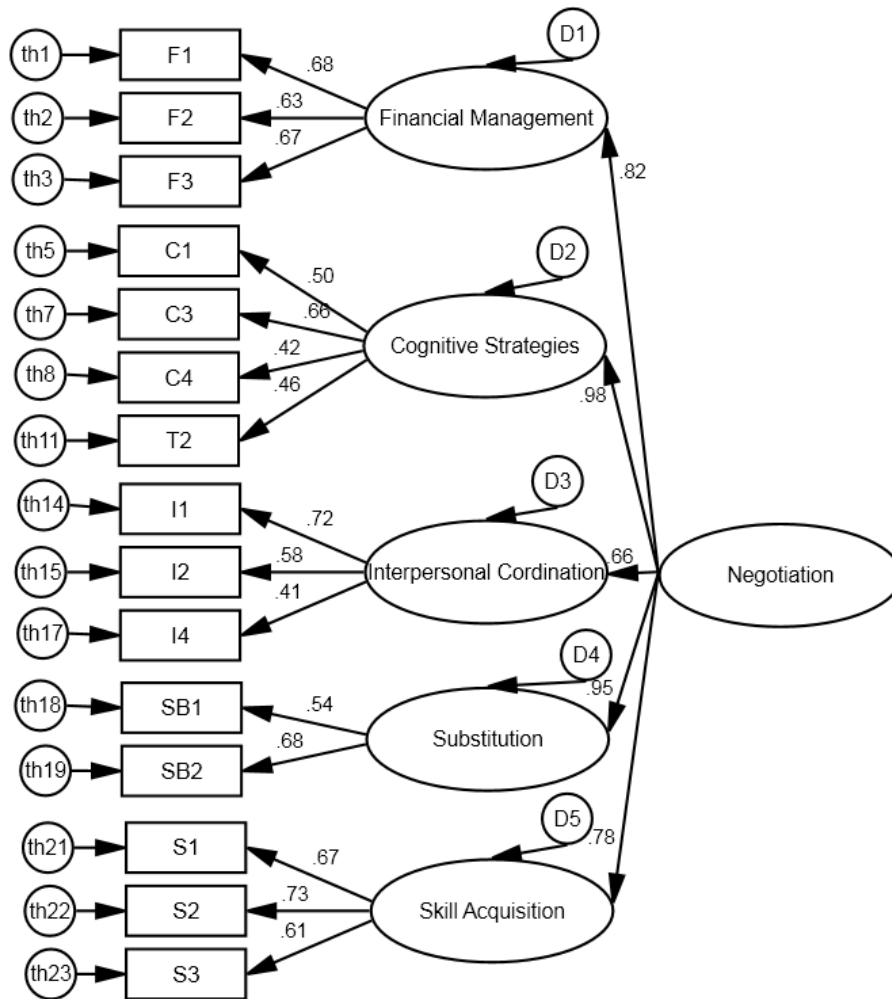 D1
th1
F1
.68
th2
F2
.63
Financial Management
th3
F3
.67
.82
th5
C1
D2
.50
th7
C3
.66
Cognitive Strategies
th8
C4
.42
.98
th11
T2
.46
th14
I1
D3
.72
th15
I2
.58
Interpersonal Cordination
.66
Negotiation
th17
I4
.41
th18
SB1
D4
.54
.95
th19
SB2
.68
Substitution
th21
S1
D5
.67
.78
th22
S2
.73
Skill Acquisition
th23
S3
.61